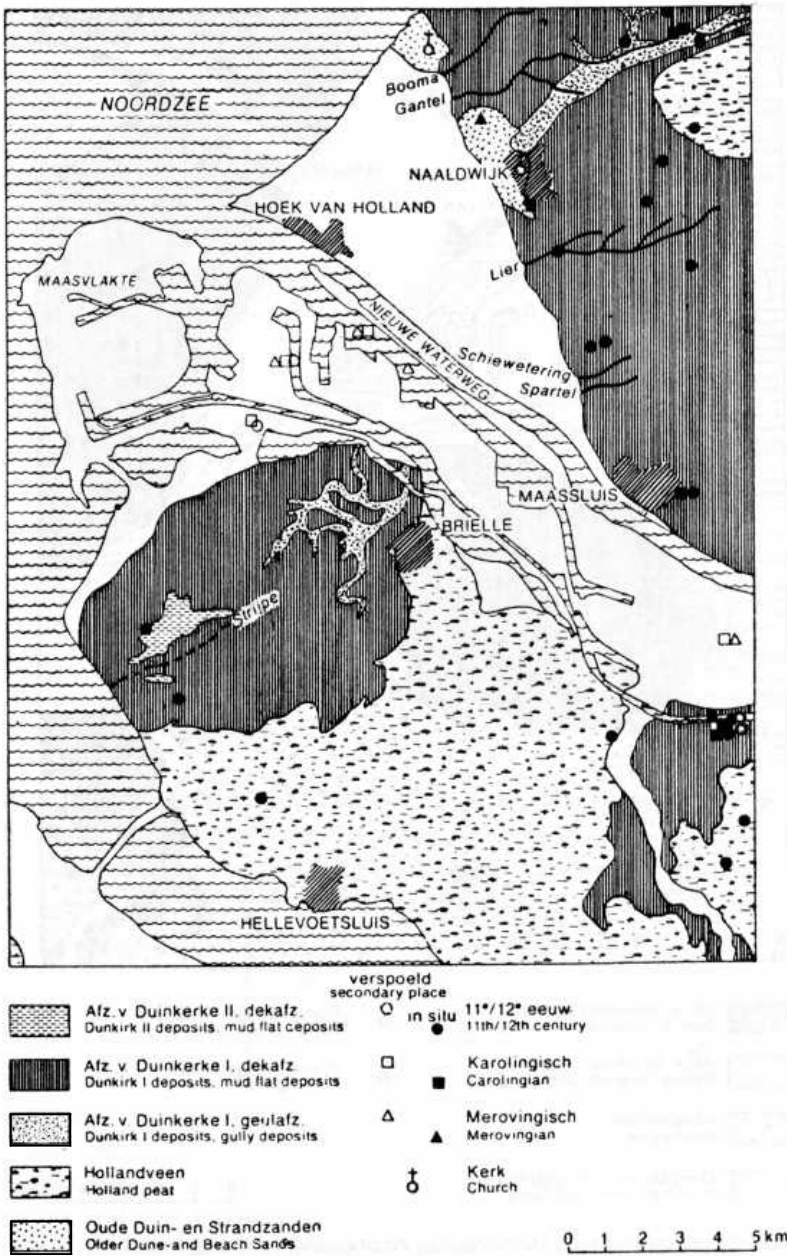 NOORDZEE
Booma
Gantel
NAALDWIJK
HOEK VAN HOLLAND
Lier
MAASVLAKTE
NIEUWE WATERWEG
Schiewetering
Spartel
MAASSLUIS
BRIELLE
Strijpe
HELLEVOETSLUIS
verspoeld
secondary place
in situ
Afz. v Duinkerke II, dekafz.
Dunkirk II deposits, mud flat ceposits
11e/12e eeuw
11th/12th century
Afz. v Duinkerke I, dekafz.
Dunkirk I deposits, mud flat deposits
Karolingisch
Carolingian
Afz. v Duinkerke I, geulafz.
Dunkirk I deposits, gully deposits
Merovingisch
Merovingian
Hollandveen
Holland peat
Kerk
Church
Oude Duin- en Strandzanden
Older Dune-and Beach Sands
0 1 2 3 4 5 km